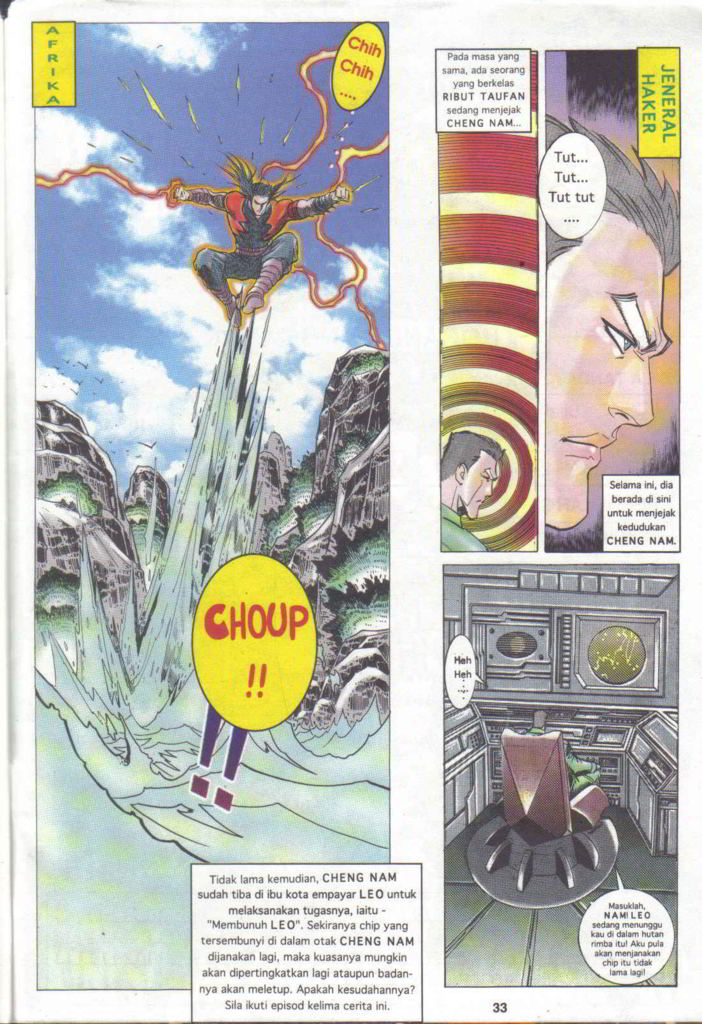 AFRIKA
Chih
Chih
....
CHOUP
!!
Tidak lama kemudian, CHENG NAM
sudah tiba di ibu kota empayar LEO untuk
melaksanakan tugasnya, iaitu -
"Membunuh LEO". Sekiranya chip yang
tersembunyi di dalam otak CHENG NAM
dijanakan lagi, maka kuasanya mungkin
akan dipertingkatkan lagi ataupun badan-
nya akan meletup. Apakah kesudahannya?
Sila ikuti episod kelima cerita ini.
Pada masa yang
sama, ada seorang
yang berkelas
RIBUT TAUFAN
sedang menjejak
CHENG NAM...
JENERAL
HAKER
Tut...
Tut...
Tut tut
....
Selama ini, dia
berada di sini
untuk menjejak
kedudukan
CHENG NAM.
Heh
Heh
...
Masuklah,
NAM! LEO
sedang menunggu
kau di dalam hutan
rimba itu! Aku pula
akan menjanakan
chip itu tidak
lama lagi!
33